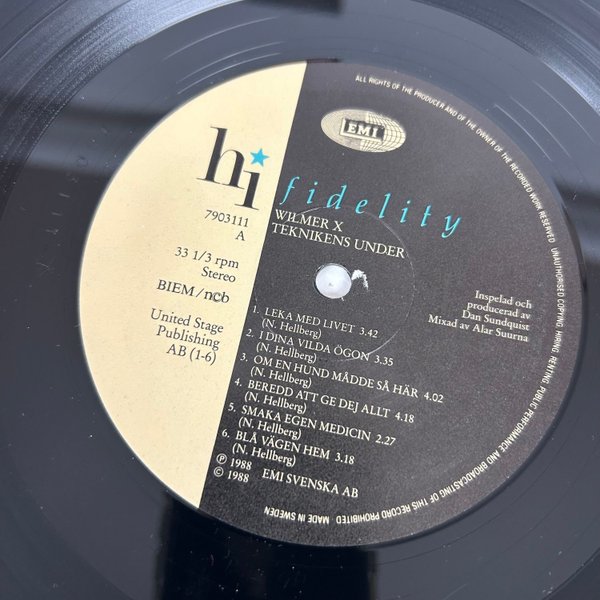 ALL RIGHTS OF THE PRODUCER AND OF THE OWNER OF THE RECORDED WORK RESERVED UNAUTHORISED COPYING, HIRING, RENTING, PUBLIC PERFORMANCE AND BROADCASTING OF THIS RECORD PROHIBITED. MADE IN SWEDEN
EMI
hi fidelity
7903111
A
WILMER X
TEKNIKENS UNDER
33 1/3 rpm
Stereo
BIEM/ncb
United Stage
Publishing
AB (1-6)
Inspelad och
producerad av
Dan Sundquist
Mixad av Alar Suurna
1. LEKA MED LIVET 3.42
(N. Hellberg)
2. I DINA VILDA ÖGON 3.35
(N. Hellberg)
3. OM EN HUND MÅDDE SÅ HÄR 4.02
(N. Hellberg)
4. BEREDD ATT GE DEJ ALLT 4.18
(N. Hellberg)
5. SMAKA EGEN MEDICIN 2.27
(N. Hellberg)
6. BLÅ VÄGEN HEM 3.18
(N. Hellberg)
Ⓟ 1988
© 1988 EMI SVENSKA AB